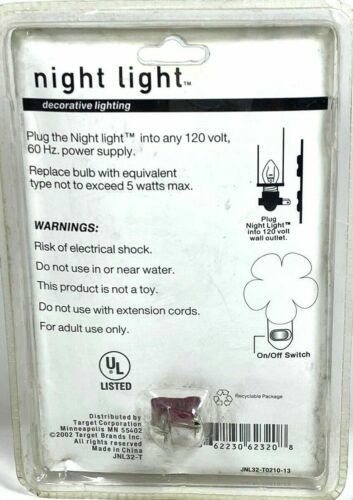 night light™
decorative lighting
Plug the Night light™ into any 120 volt,
60 Hz. power supply.
Replace bulb with equivalent
type not to exceed 5 watts max.
Plug
Night Light™
into 120 volt
wall outlet.
WARNINGS:
Risk of electrical shock.
Do not use in or near water.
This product is not a toy.
Do not use with extension cords.
For adult use only.
On/Off Switch
UL
LISTED
Distributed by
Target Corporation
Minneapolis MN 55402
©2002 Target Brands Inc.
All Rights Reserved
Made in China
JNL32-T
Recyclable Package
62230 62320 8
JNL32-T0210-13